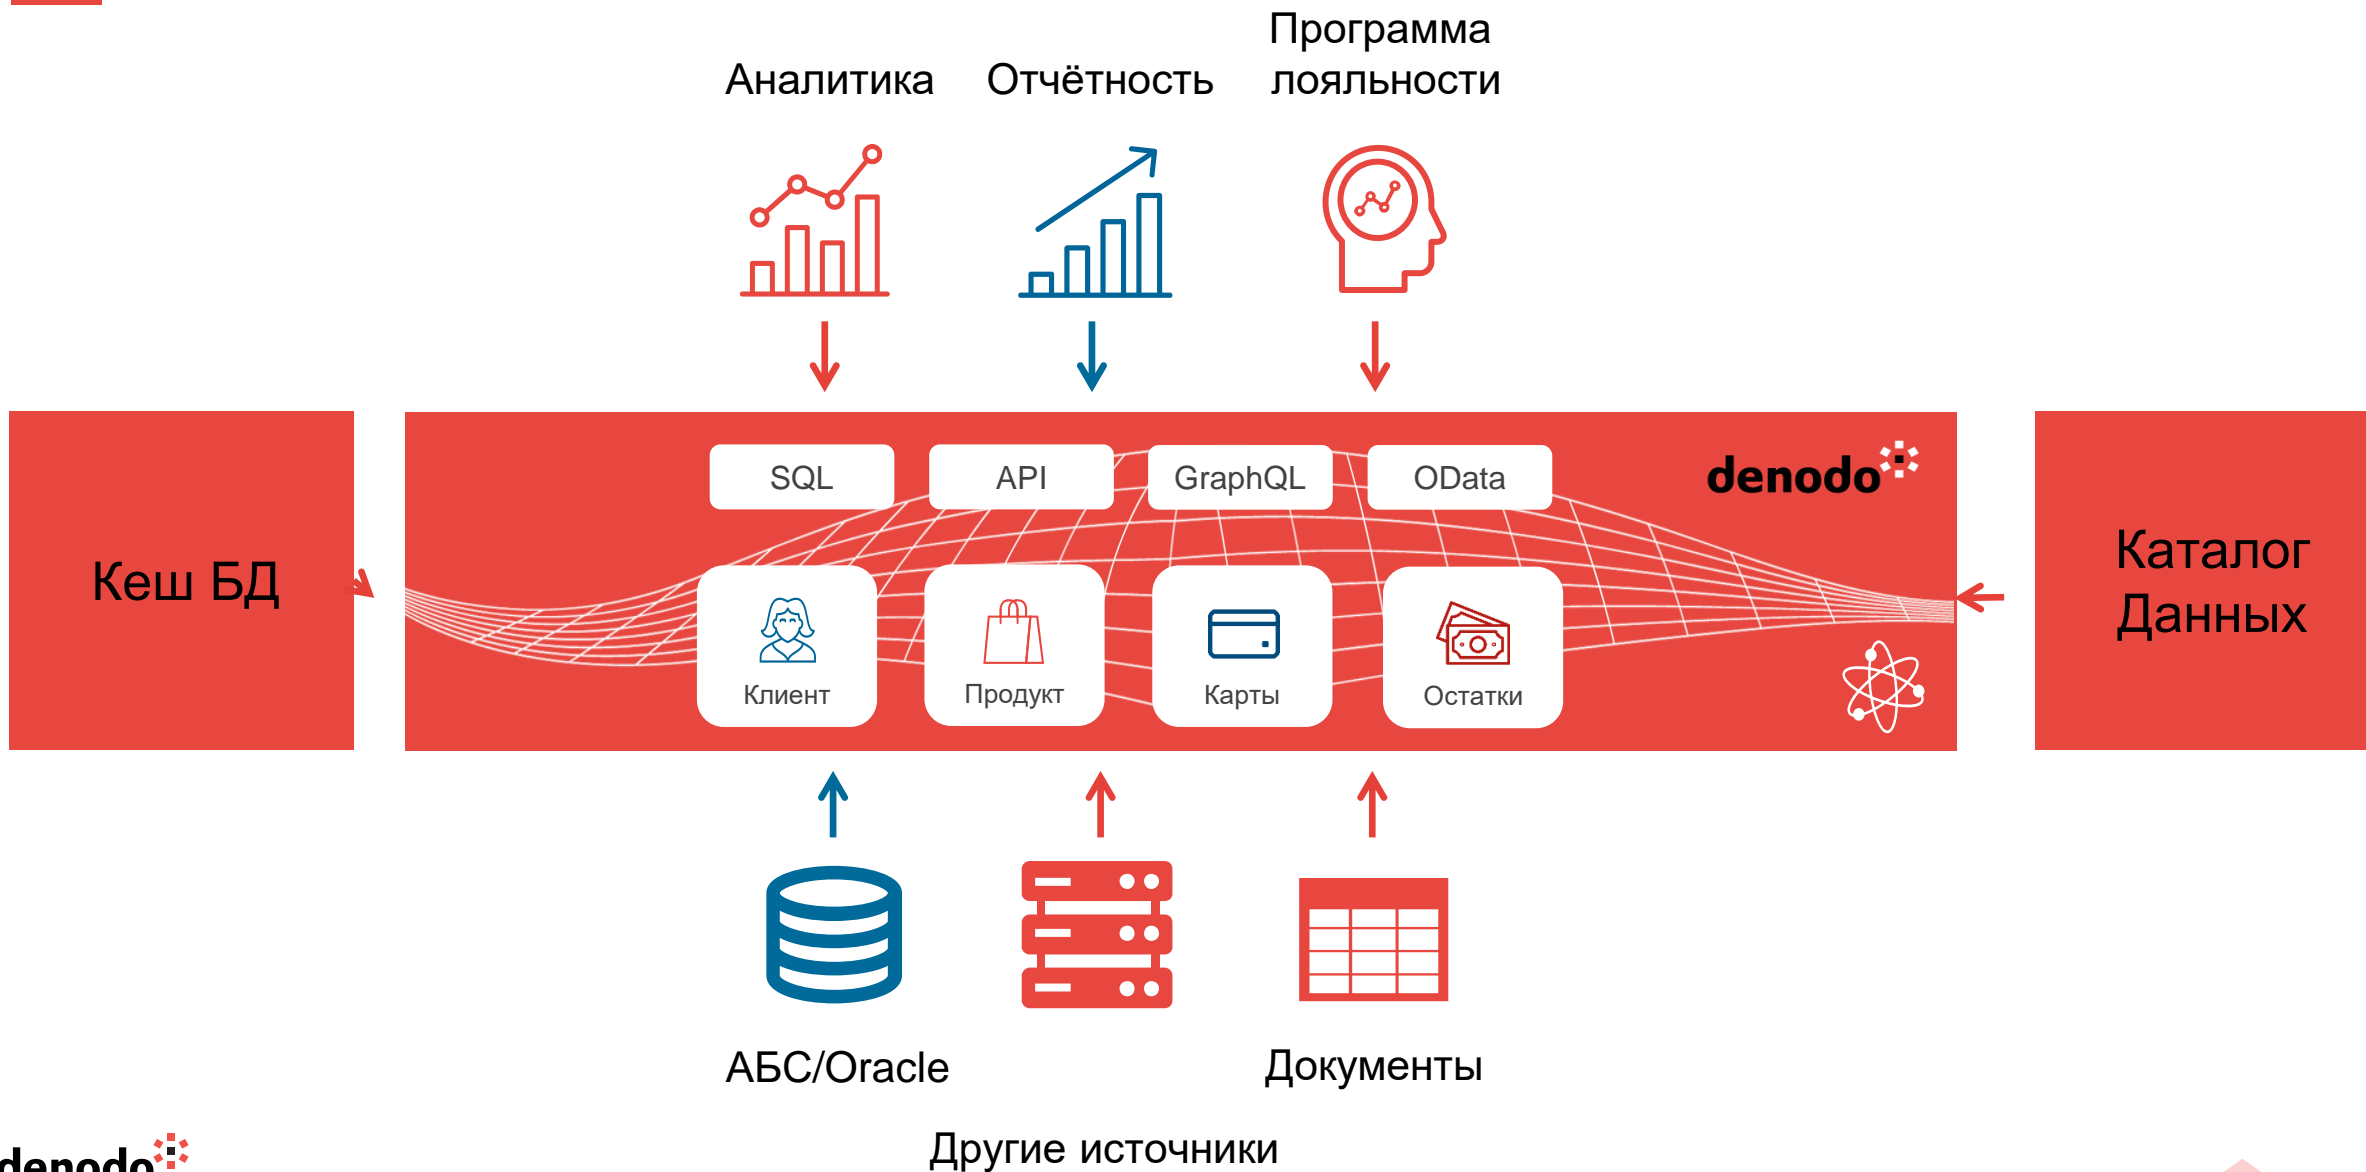 Программа
лояльности
Аналитика
Отчётность
SQL
API
GraphQL
OData
denodo
Кеш БД
Каталог
Данных
Клиент
Продукт
Карты
Остатки
АБС/Oracle
Документы
Другие источники
denodo